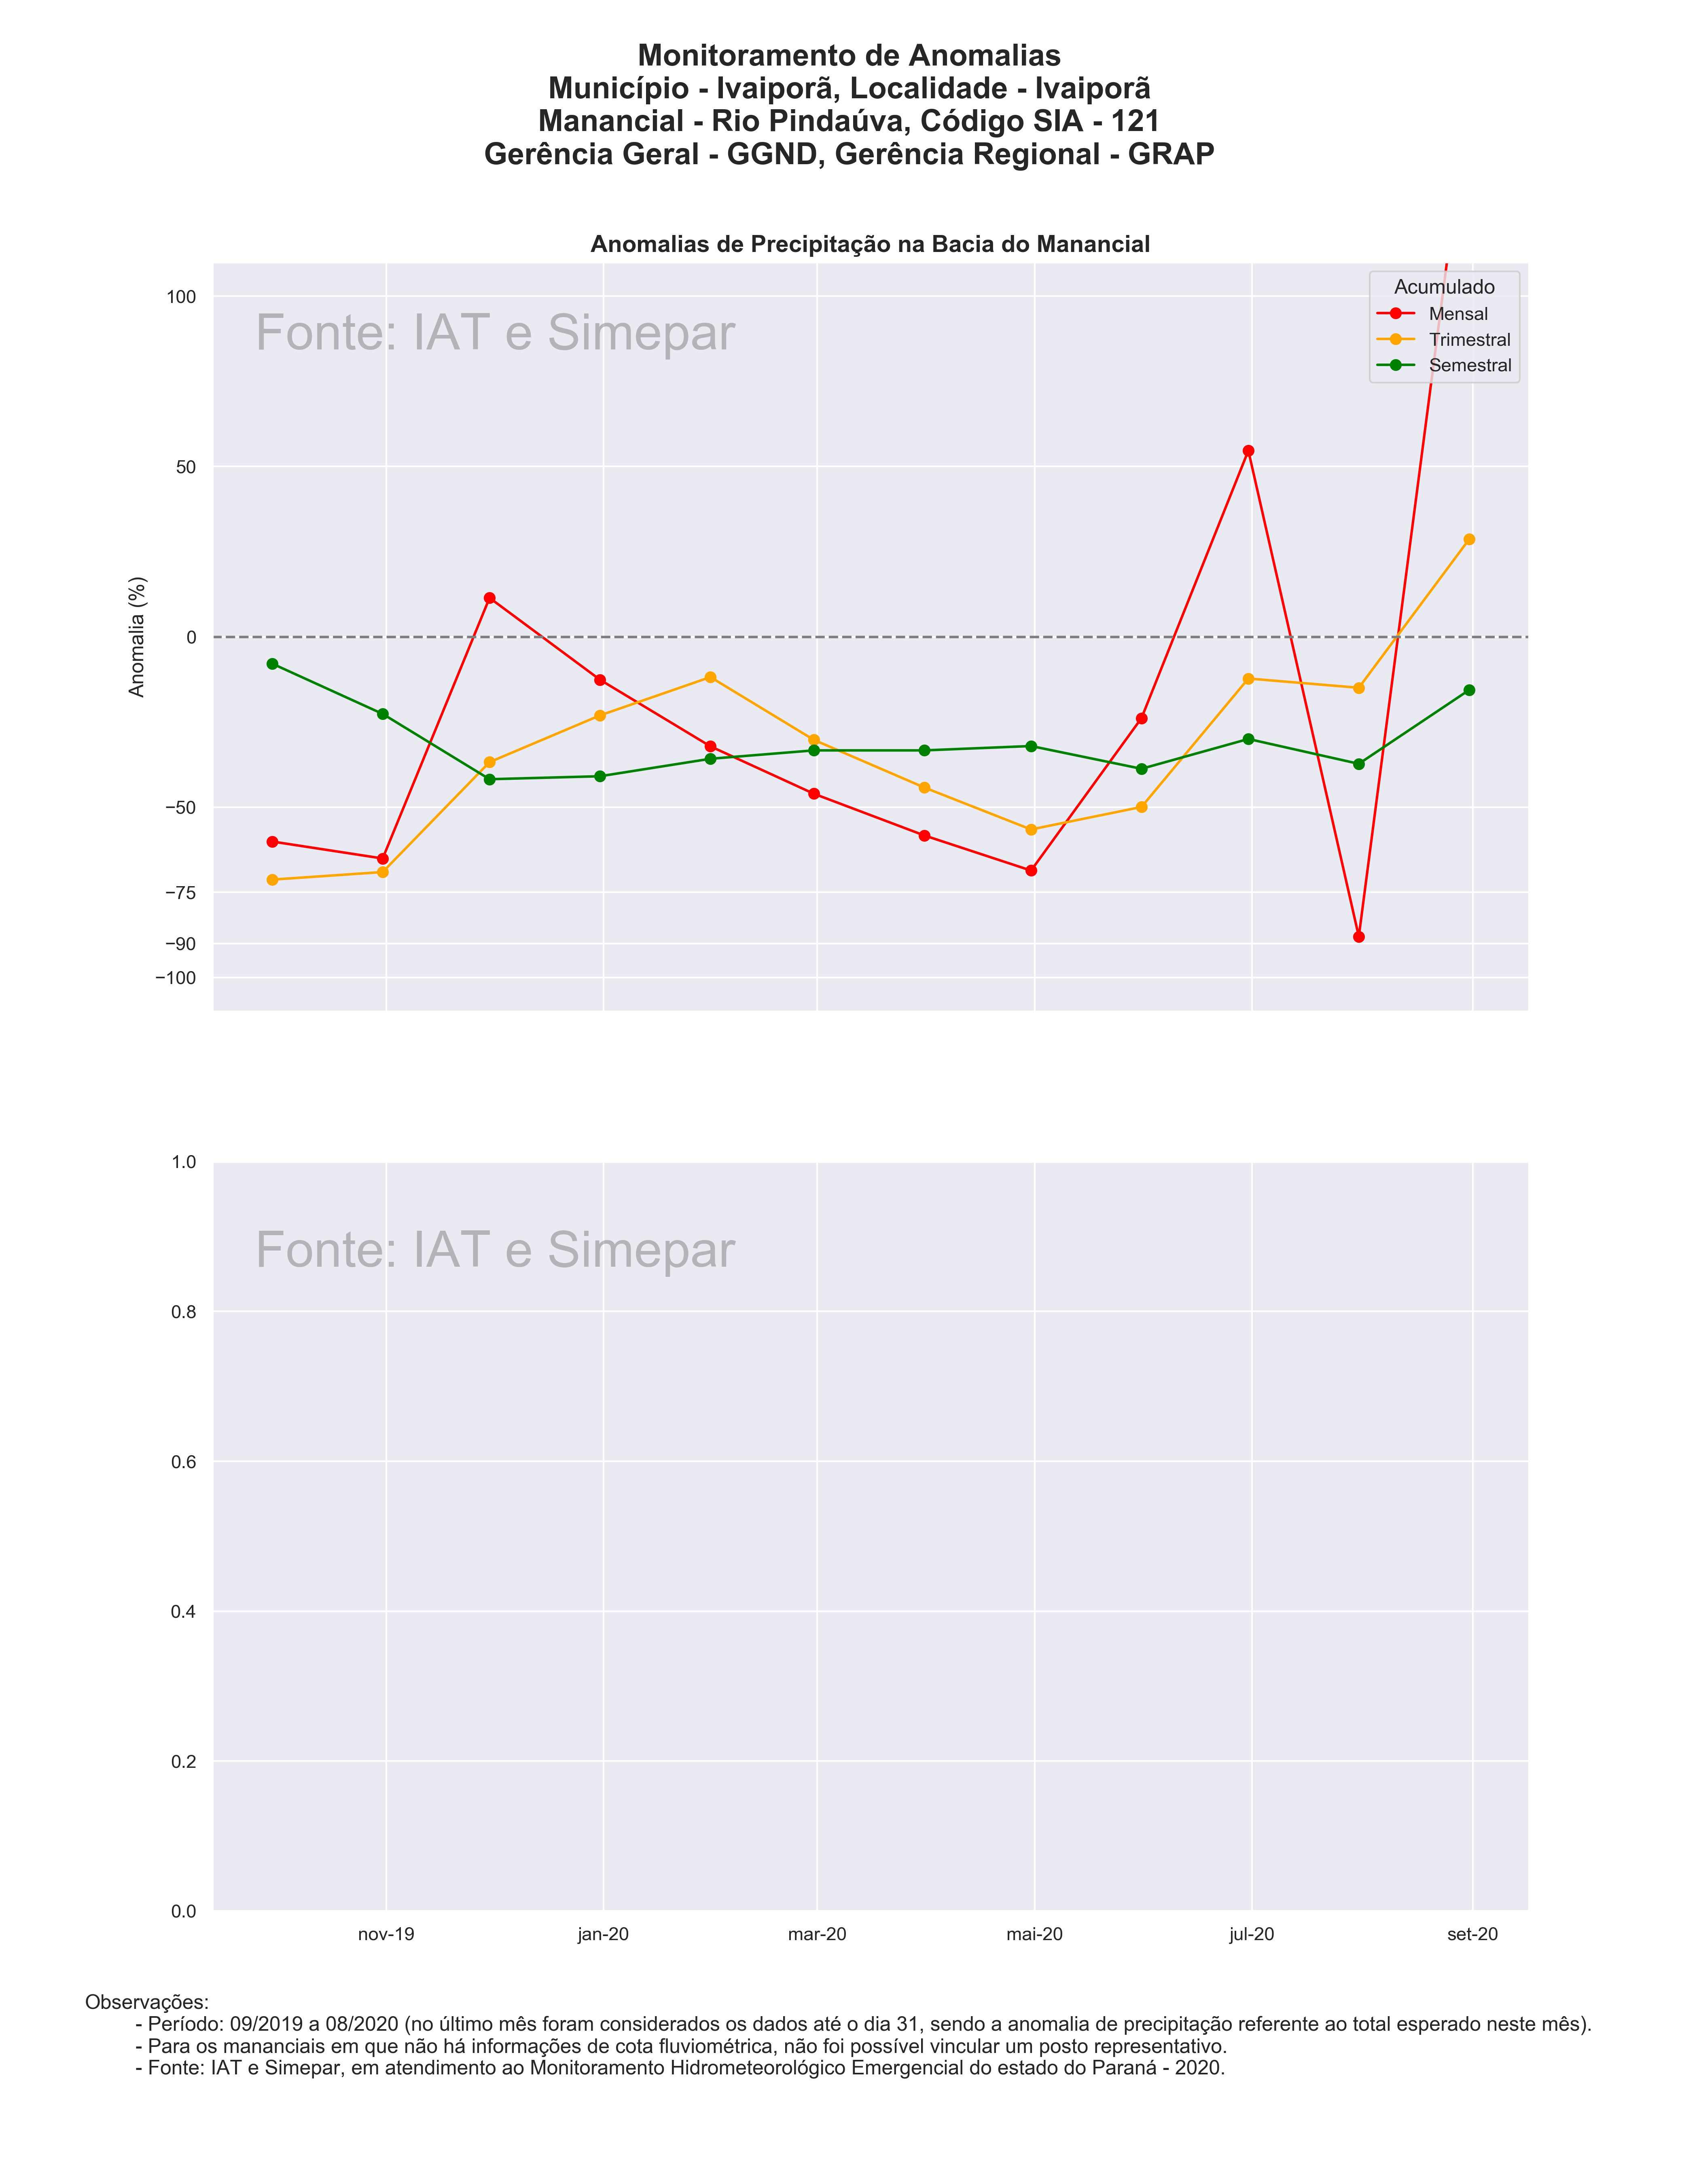 Monitoramento de Anomalias
Município - Ivaiporã, Localidade - Ivaiporã
Manancial - Rio Pindaúva, Código SIA - 121
Gerência Geral - GGND, Gerência Regional - GRAP
Anomalias de Precipitação na Bacia do Manancial
Fonte: IAT e Simepar
Acumulado
Mensal
Trimestral
Semestral
Anomalia (%)
100
50
0
−50
−75
−90
−100
Fonte: IAT e Simepar
1.0
0.8
0.6
0.4
0.2
0.0
nov-19 jan-20 mar-20 mai-20 jul-20 set-20
Observações:
- Período: 09/2019 a 08/2020 (no último mês foram considerados os dados até o dia 31, sendo a anomalia de precipitação referente ao total esperado neste mês).
- Para os mananciais em que não há informações de cota fluviométrica, não foi possível vincular um posto representativo.
- Fonte: IAT e Simepar, em atendimento ao Monitoramento Hidrometeorológico Emergencial do estado do Paraná - 2020.